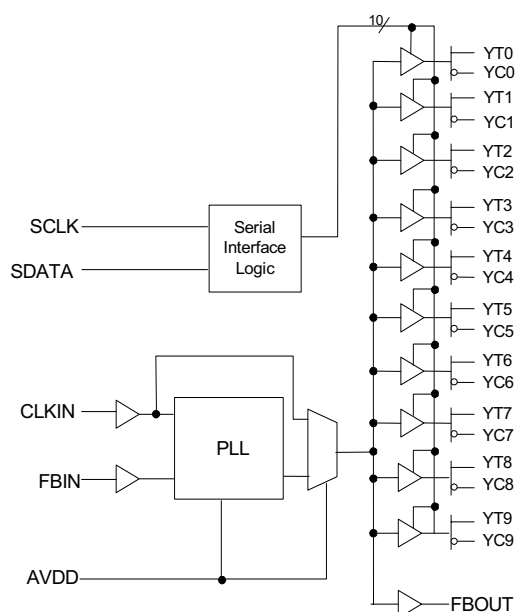 10
YT0
YC0
YT1
YC1
YT2
YC2
YT3
YC3
YT4
YC4
YT5
YC5
YT6
YC6
YT7
YC7
YT8
YC8
YT9
YC9
FBOUT
SCLK
SDATA
Serial
Interface
Logic
CLKIN
FBIN
PLL
AVDD